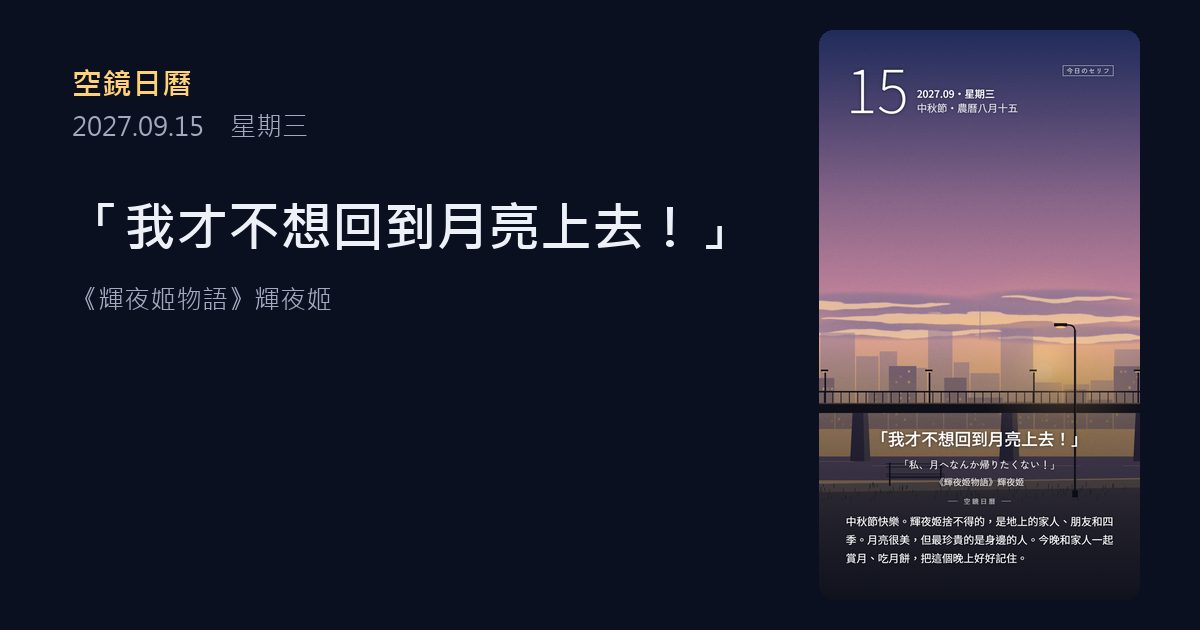 空鏡日曆
2027.09.15 星期三
「我才不想回到月亮上去！」
《輝夜姬物語》輝夜姬
15
2027.09・星期三
中秋節・農曆八月十五
今日のセリフ
「我才不想回到月亮上去！」
「私、月へなんか帰りたくない！」
《輝夜姬物語》輝夜姬
空鏡日曆
中秋節快樂。輝夜姬捨不得的，是地上的家人、朋友和四
季。月亮很美，但最珍貴的是身邊的人。今晚和家人一起
賞月、吃月餅，把這個晚上好好記住。